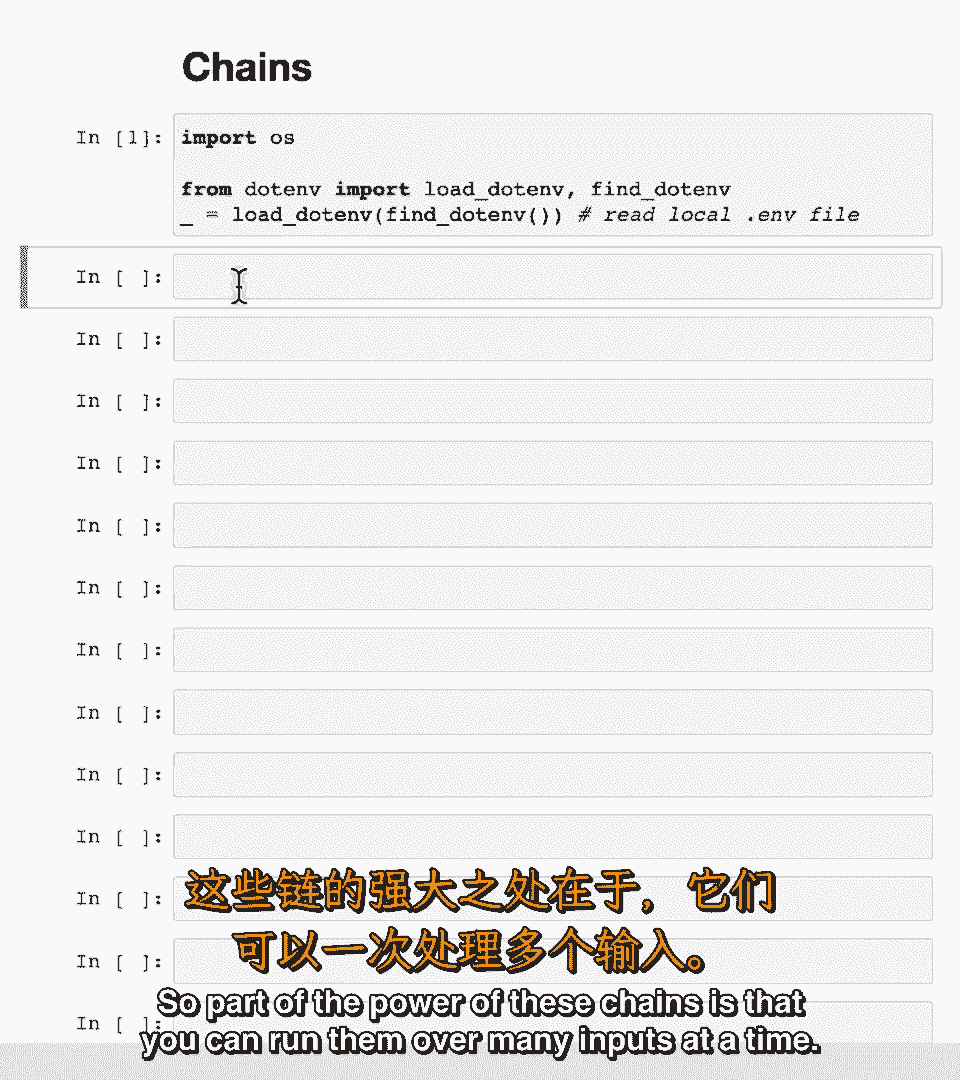 Chains
In [1]: import os
from dotenv import load_dotenv, find_dotenv
_ = load_dotenv(find_dotenv()) # read local .env file
In [ ]:
In [ ]:
In [ ]:
In [ ]:
In [ ]:
In [ ]:
In [ ]:
In [ ]:
In [ ]:
In [ ]:
In [ ]:
这些链的强大之处在于，它们
In [ ]:
可以一次处理多个输入。
In [ ]:
So part of the power of these chains is that
you can run them over many inputs at a time.